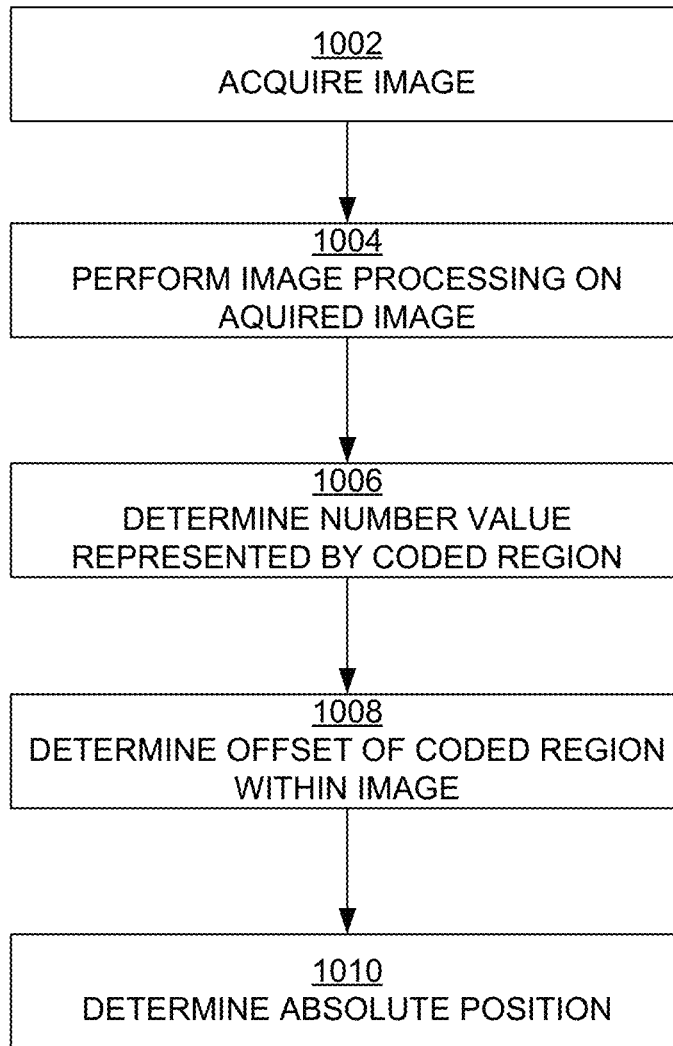 1002
ACQUIRE IMAGE
1004
PERFORM IMAGE PROCESSING ON
AQUIRED IMAGE
1006
DETERMINE NUMBER VALUE
REPRESENTED BY CODED REGION
1008
DETERMINE OFFSET OF CODED REGION
WITHIN IMAGE
1010
DETERMINE ABSOLUTE POSITION